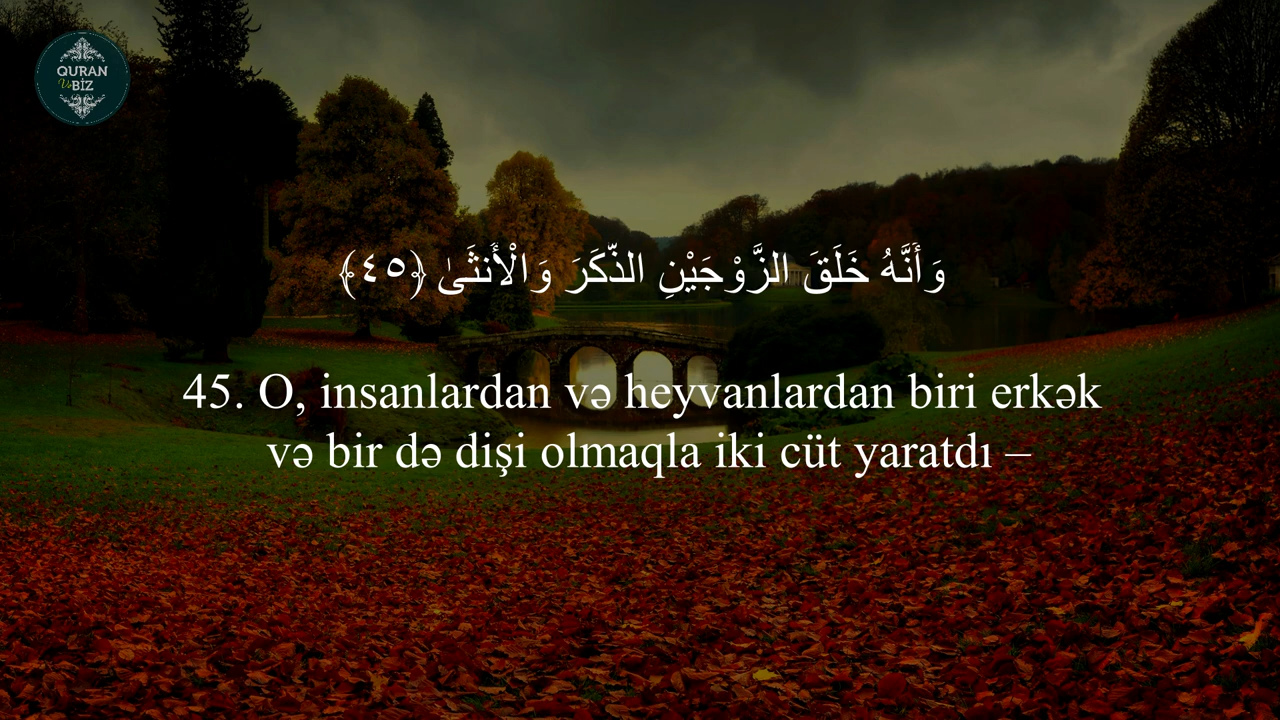 QURAN
Və BİZ
وَأَنَّهُ خَلَقَ الزَّوْجَيْنِ الذَّكَرَ وَالْأُنثَىٰ ﴿٤٥﴾
45. O, insanlardan və heyvanlardan biri erkək
və bir də dişi olmaqla iki cüt yaratdı –